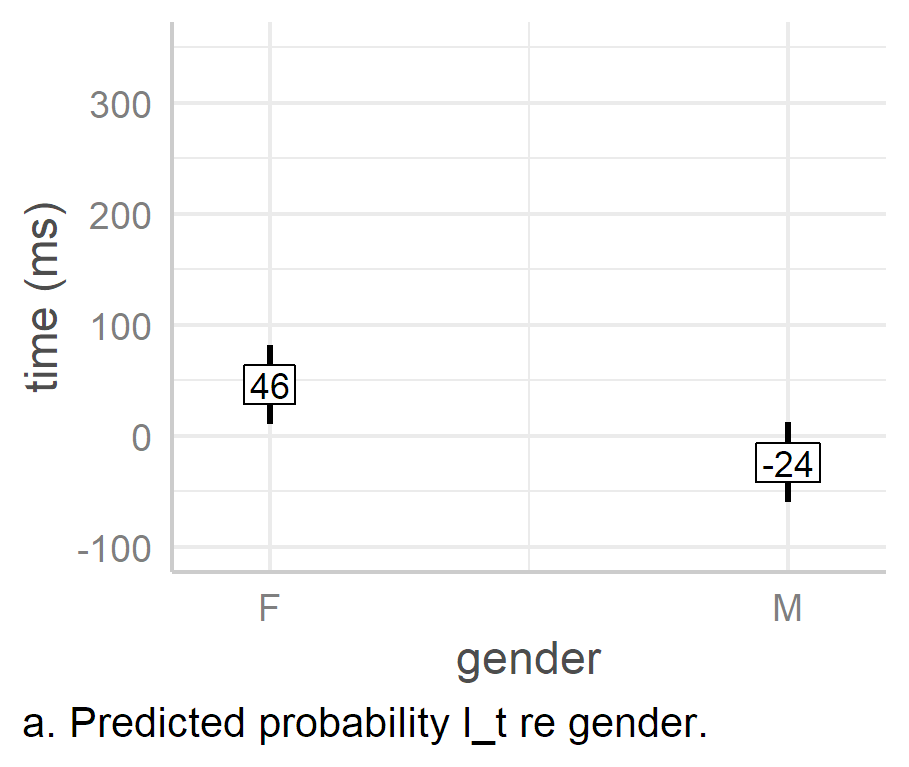 time (ms)
300
200
100
0
-100
46
-24
F
M
gender
a. Predicted probability l_t re gender.